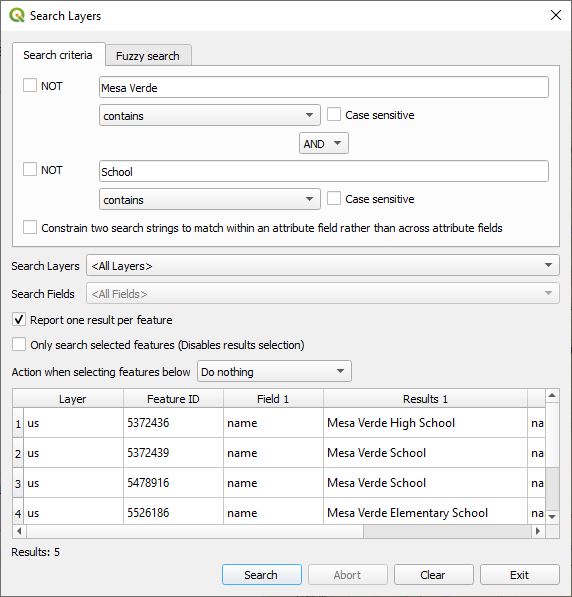 Search Layers
Search criteria
Fuzzy search
NOT
Mesa Verde
contains
Case sensitive
AND
NOT
School
contains
Case sensitive
Constrain two search strings to match within an attribute field rather than across attribute fields
Search Layers <All Layers>
Search Fields <All Fields>
Report one result per feature
Only search selected features (Disables results selection)
Action when selecting features below Do nothing
Layer Feature ID Field 1 Results 1
1 us 5372436 name Mesa Verde High School na
2 us 5372439 name Mesa Verde School na
3 us 5478916 name Mesa Verde School na
4 us 5526186 name Mesa Verde Elementary School na
Results: 5
Search Abort Clear Exit